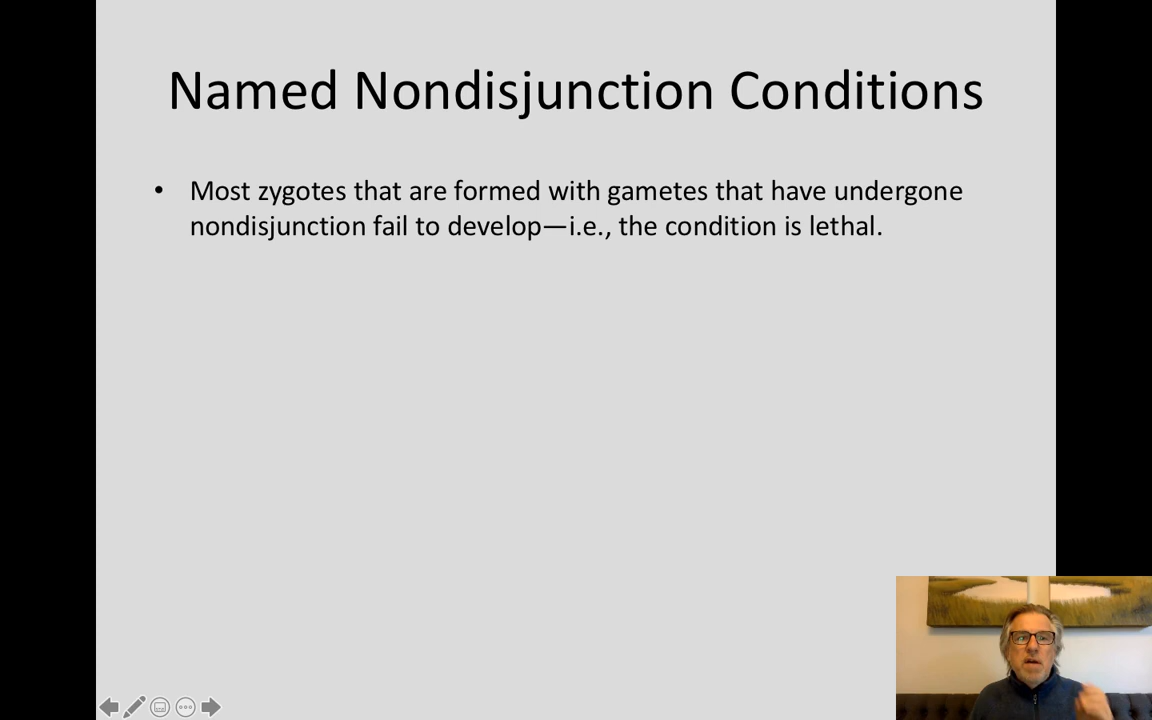 Named Nondisjunction Conditions
• Most zygotes that are formed with gametes that have undergone
nondisjunction fail to develop—i.e., the condition is lethal.